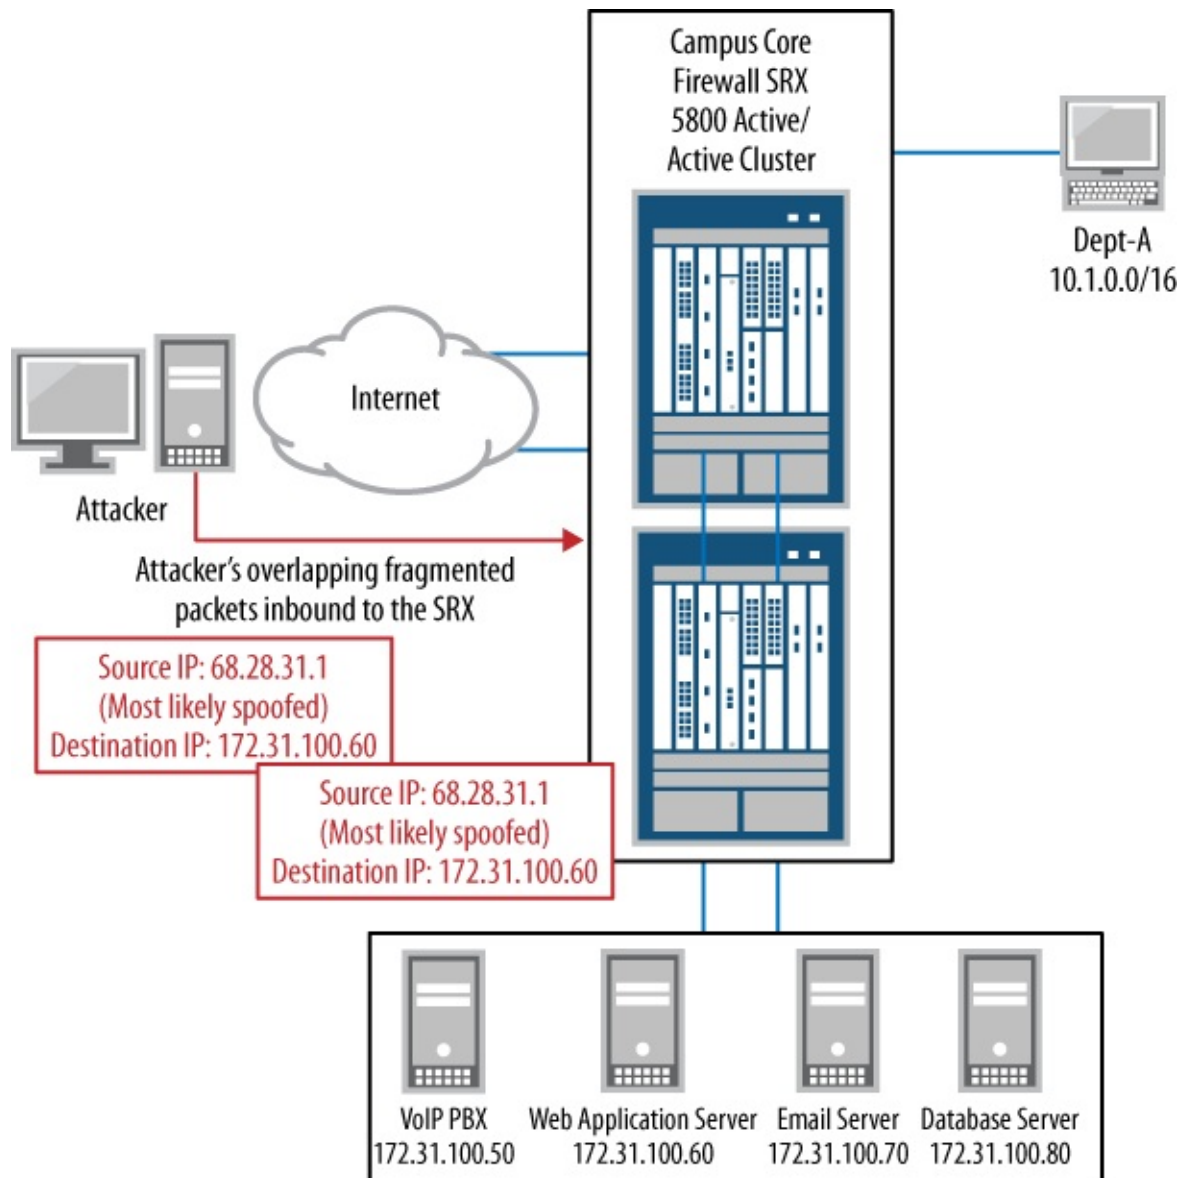 Campus Core
Firewall SRX
5800 Active/
Active Cluster
Dept-A
10.1.0.0/16
Internet
Attacker
Attacker’s overlapping fragmented
packets inbound to the SRX
Source IP: 68.28.31.1
(Most likely spoofed)
Destination IP: 172.31.100.60
Source IP: 68.28.31.1
(Most likely spoofed)
Destination IP: 172.31.100.60
VoIP PBX
172.31.100.50
Web Application Server
172.31.100.60
Email Server
172.31.100.70
Database Server
172.31.100.80